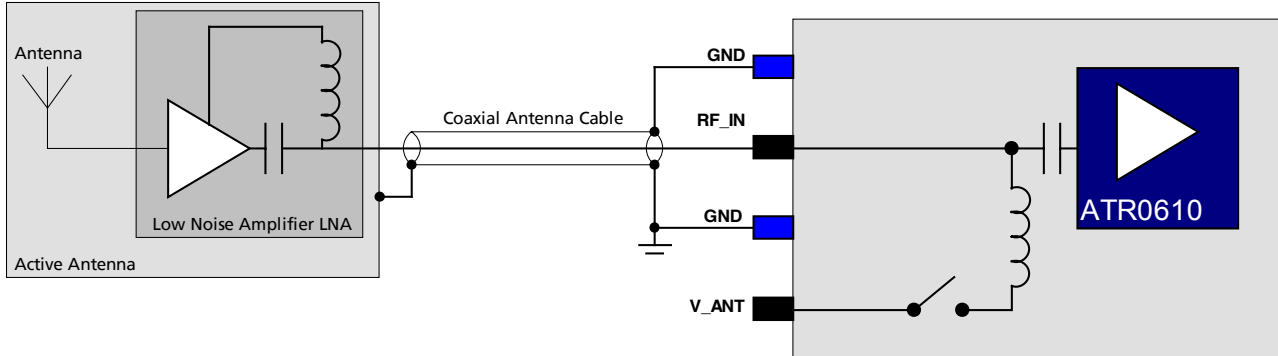 Antenna
Low Noise Amplifier LNA
Active Antenna
Coaxial Antenna Cable
GND
RF_IN
GND
V_ANT
ATR0610